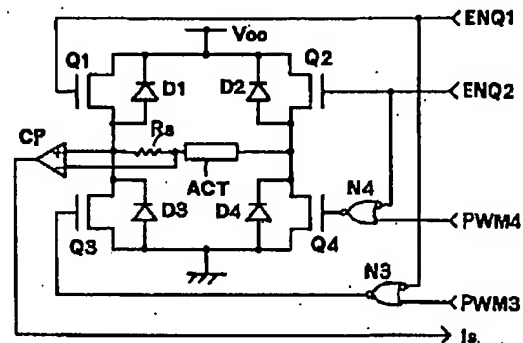 ENQ1
Voo
Q1
Q2
D1
D2
ENQ2
CP
Rs
ACT
N4
D3
D4
PWM4
Q3
Q4
N3
PWM3
Is